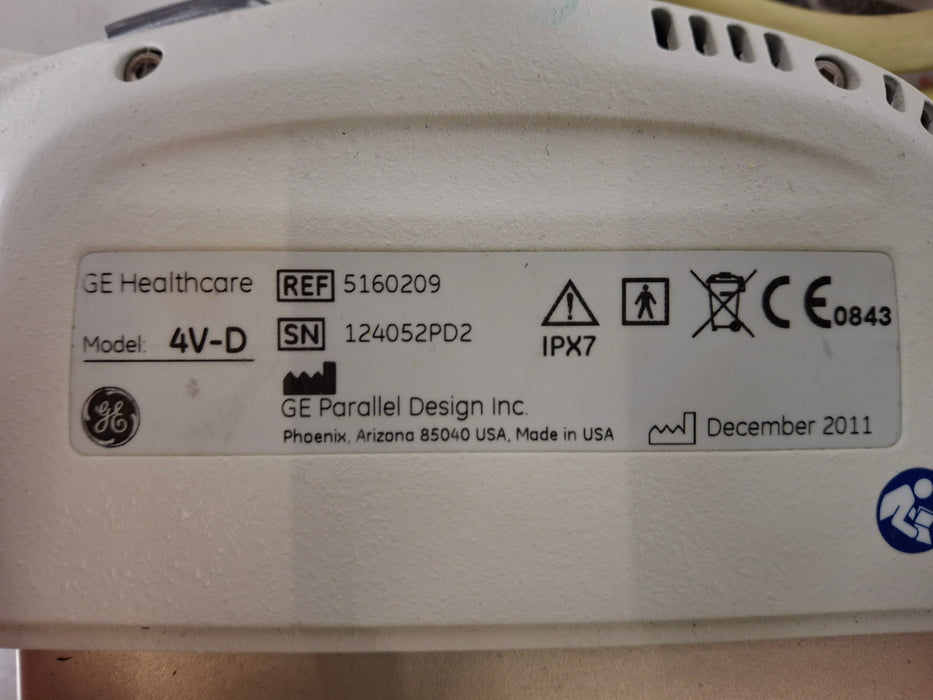 GE Healthcare
REF 5160209
Model: 4V-D
SN 124052PD2
IPX7
CE 0843
GE
GE Parallel Design Inc.
Phoenix, Arizona 85040 USA, Made in USA
December 2011